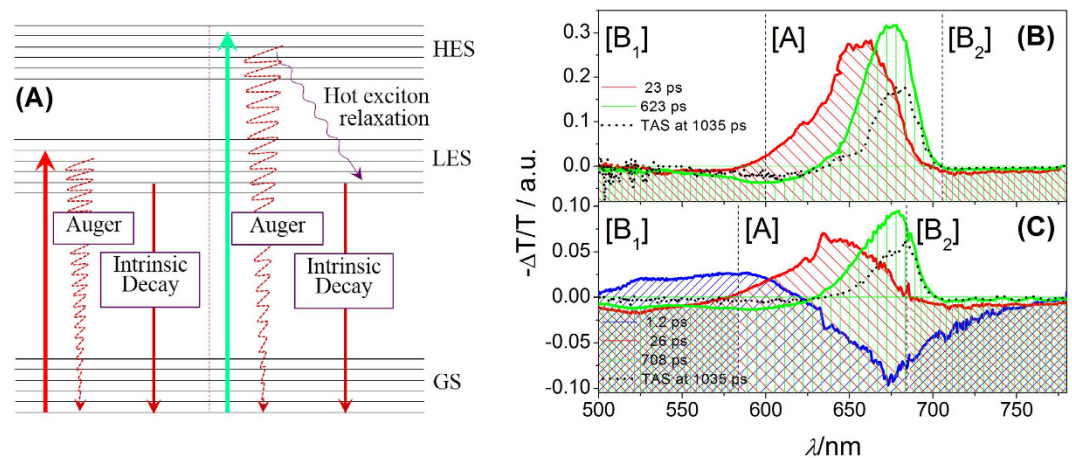 (A)
HES
Hot exciton
relaxation
LES
Auger
Auger
Intrinsic
Decay
Intrinsic
Decay
GS
-ΔT/T / a.u.
0.3
0.2
0.1
0.0
[B1]
[A]
[B2]
(B)
23 ps
623 ps
TAS at 1035 ps
0.10
0.05
0.00
-0.05
-0.10
[B1]
[A]
[B2]
(C)
1.2 ps
26 ps
708 ps
TAS at 1035 ps
500
550
600
650
700
750
λ/nm